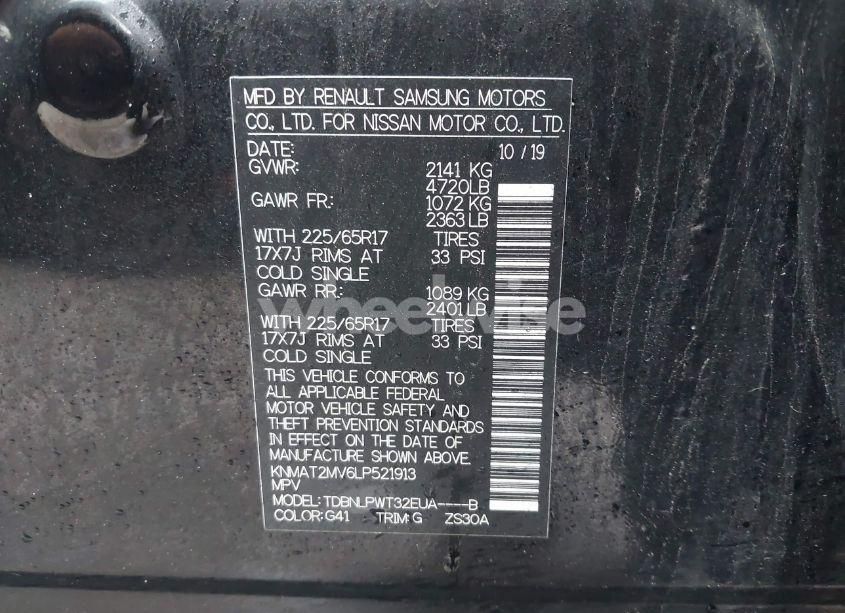 MFD BY RENAULT SAMSUNG MOTORS
CO., LTD. FOR NISSAN MOTOR CO., LTD.
DATE: 10 / 19
GVWR: 2141 KG
4720LB
GAWR FR: 1072 KG
2363LB
WITH 225/65R17 TIRES
17X7J RIMS AT 33 PSI
COLD SINGLE
GAWR RR: 1089 KG
2401LB
WITH 225/65R17 TIRES
17X7J RIMS AT 33 PSI
COLD SINGLE
THIS VEHICLE CONFORMS TO
ALL APPLICABLE FEDERAL
MOTOR VEHICLE SAFETY AND
THEFT PREVENTION STANDARDS
IN EFFECT ON THE DATE OF
MANUFACTURE SHOWN ABOVE.
KNMAT2MV6LP521913
MPV
MODEL: TDBNLPWT32EUA----B
COLOR: G41 TRIM: G ZS30A
wheelwise